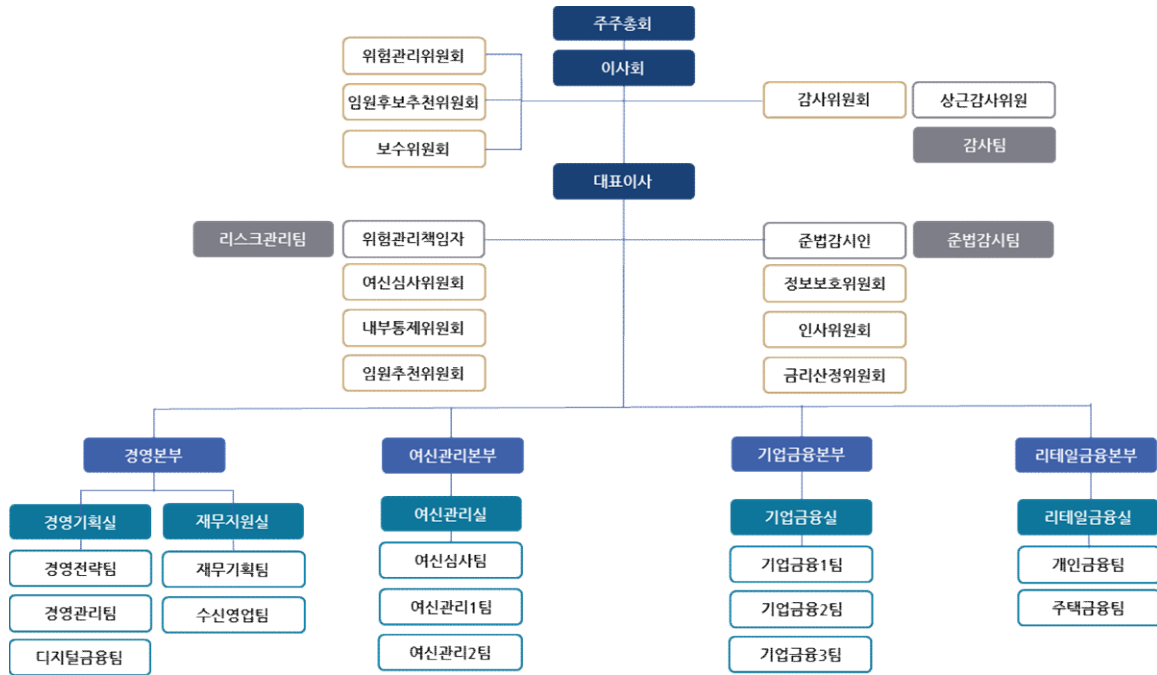 주주총회
이사회
위험관리위원회
임원후보추천위원회
보수위원회
감사위원회
상근감사위원
감사팀
대표이사
리스크관리팀
위험관리책임자
준법감시인
준법감시팀
여신심사위원회
내부통제위원회
임원추천위원회
정보보호위원회
인사위원회
금리산정위원회
경영본부
여신관리본부
기업금융본부
리테일금융본부
경영기획실
재무지원실
여신관리실
기업금융실
리테일금융실
경영전략팀
경영관리팀
디지털금융팀
재무기획팀
수신영업팀
여신심사팀
여신관리1팀
여신관리2팀
기업금융1팀
기업금융2팀
기업금융3팀
개인금융팀
주택금융팀